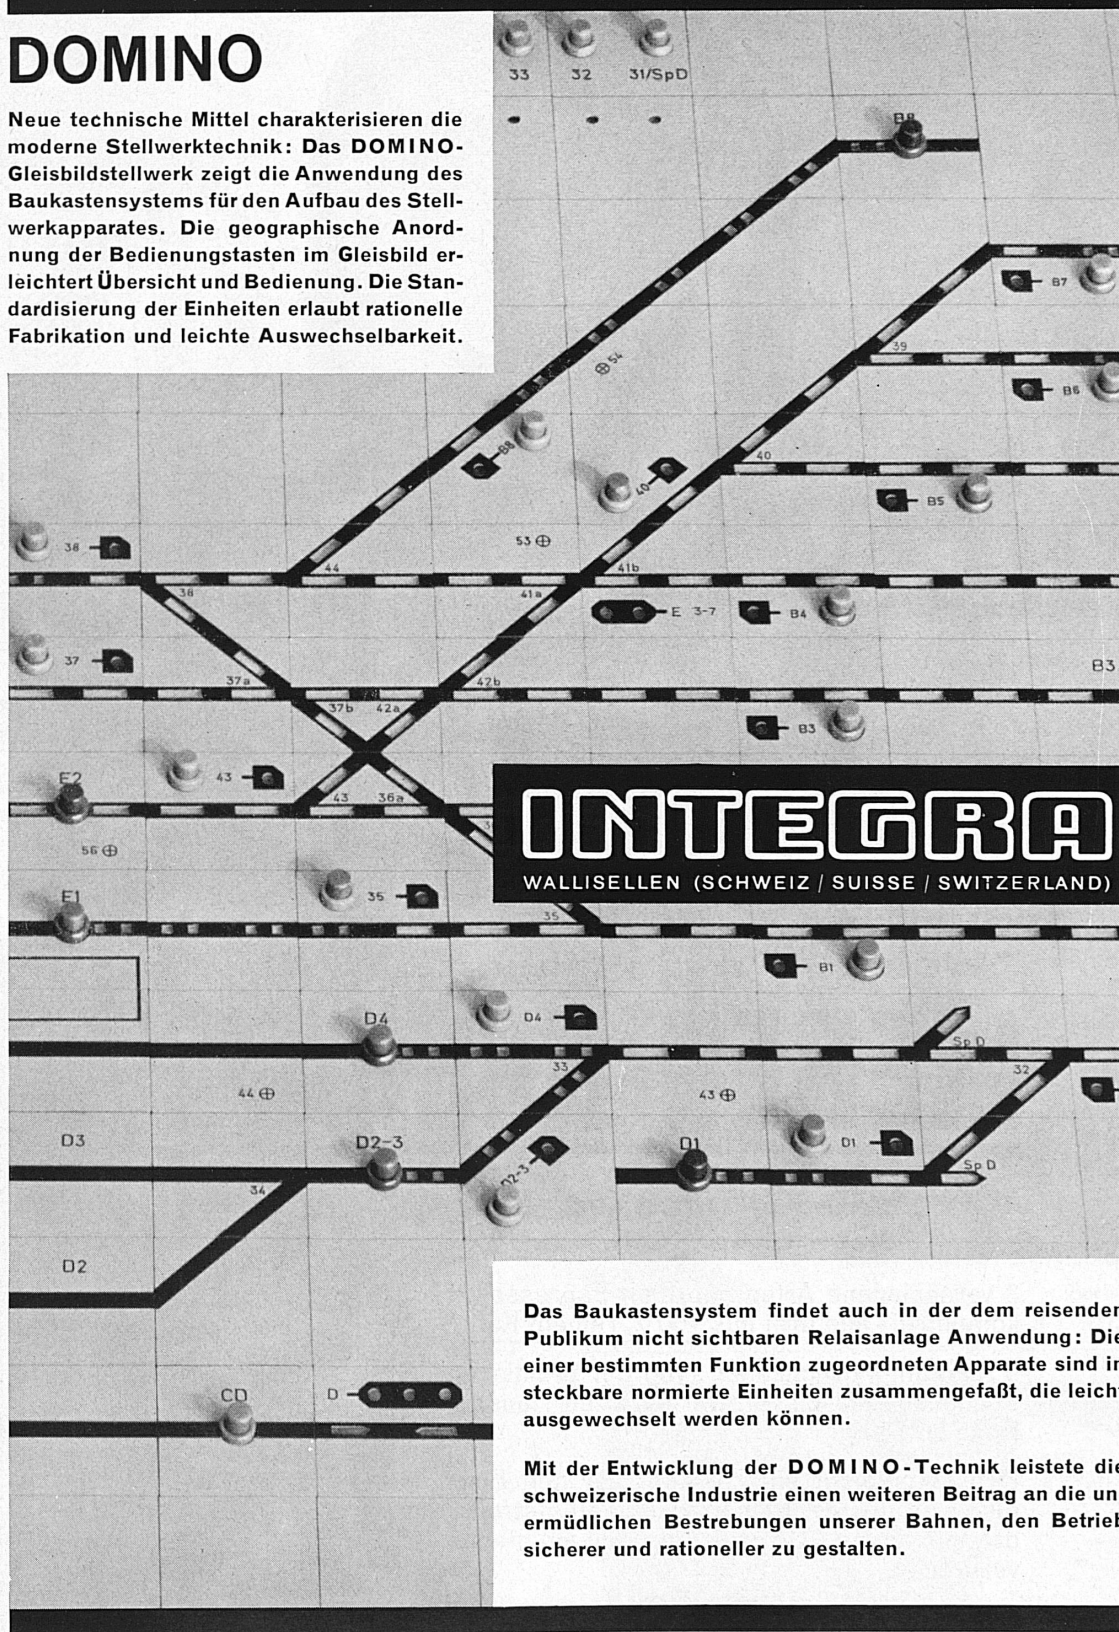 DOMINO
Neue technische Mittel charakterisieren die
moderne Stellwerktechnik: Das DOMINO-
Gleisbildstellwerk zeigt die Anwendung des
Baukastensystems für den Aufbau des Stell-
werkapparates. Die geographische Anord-
nung der Bedienungstasten im Gleisbild er-
leichtert Übersicht und Bedienung. Die Stan-
dardisierung der Einheiten erlaubt rationelle
Fabrikation und leichte Auswechselbarkeit.
33 32 31/SpD
B8
B7
39
54
B6
B8
40
40
B5
53
38
44
41b
38
41a
E 3-7
B4
37
B3
37a
42b
37b 42a
B3
43
E2
43 36a
INTEGRA
WALLISELLEN (SCHWEIZ / SUISSE / SWITZERLAND)
56
E1
35
35
B1
D4
D4
Sp D
33
32
44
43
D3
D2-3
D1
D1
D2-3
Sp D
34
D2
CD
D
Das Baukastensystem findet auch in der dem reisenden
Publikum nicht sichtbaren Relaisanlage Anwendung: Die
einer bestimmten Funktion zugeordneten Apparate sind in
steckbare normierte Einheiten zusammengefaßt, die leicht
ausgewechselt werden können.
Mit der Entwicklung der DOMINO-Technik leistete die
schweizerische Industrie einen weiteren Beitrag an die un-
ermüdlichen Bestrebungen unserer Bahnen, den Betrieb
sicherer und rationeller zu gestalten.